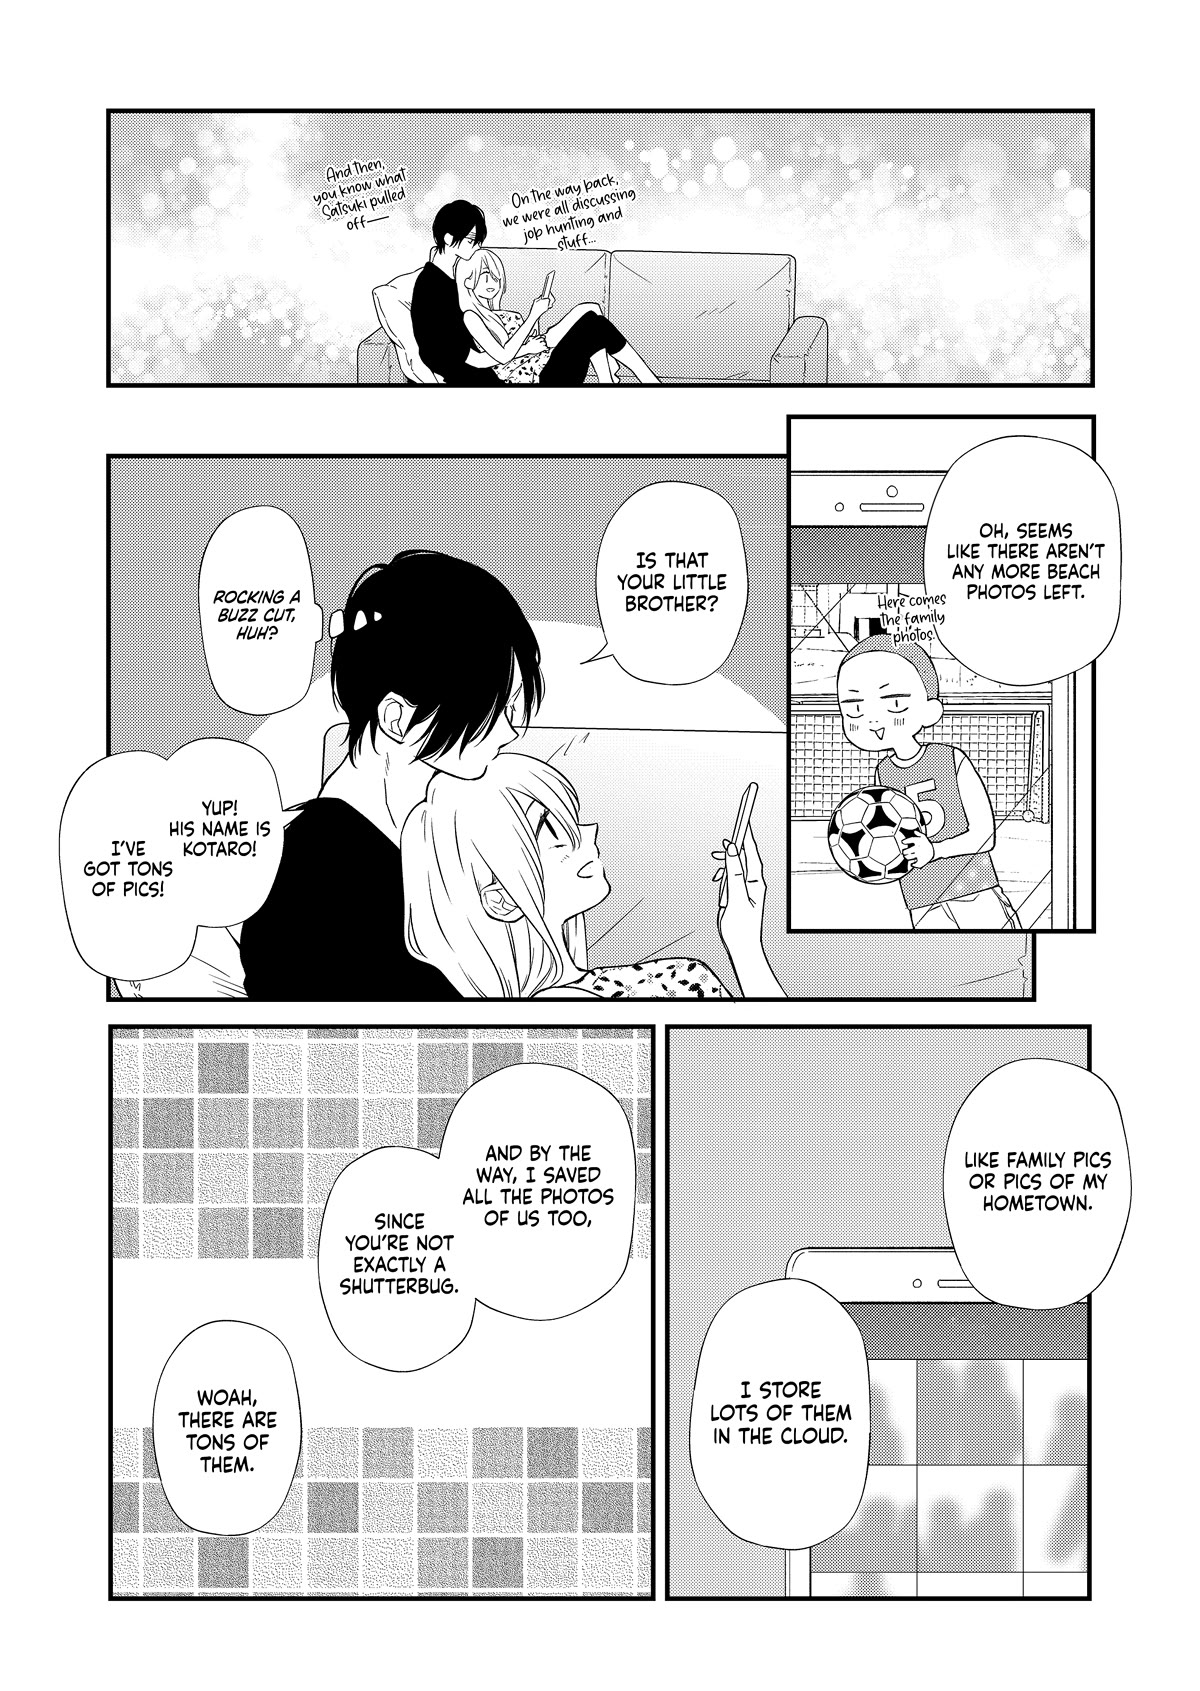 On the way back,
we were all discussing
job hunting and
stuff...
And then,
you know what
Satsuki pulled
off—
OH, SEEMS
LIKE THERE AREN'T
ANY MORE BEACH
PHOTOS LEFT.
Here comes
the family
photos.
5
IS THAT
YOUR LITTLE
BROTHER?
ROCKING A
BUZZ CUT,
HUH?
YUP!
HIS NAME IS
KOTARO!
I'VE
GOT TONS
OF PICS!
LIKE FAMILY PICS
OR PICS OF MY
HOMETOWN.
I STORE
LOTS OF THEM
IN THE CLOUD.
AND BY THE
WAY, I SAVED
ALL THE PHOTOS
OF US TOO,
SINCE
YOU'RE NOT
EXACTLY A
SHUTTERBUG.
WOAH,
THERE ARE
TONS OF
THEM.